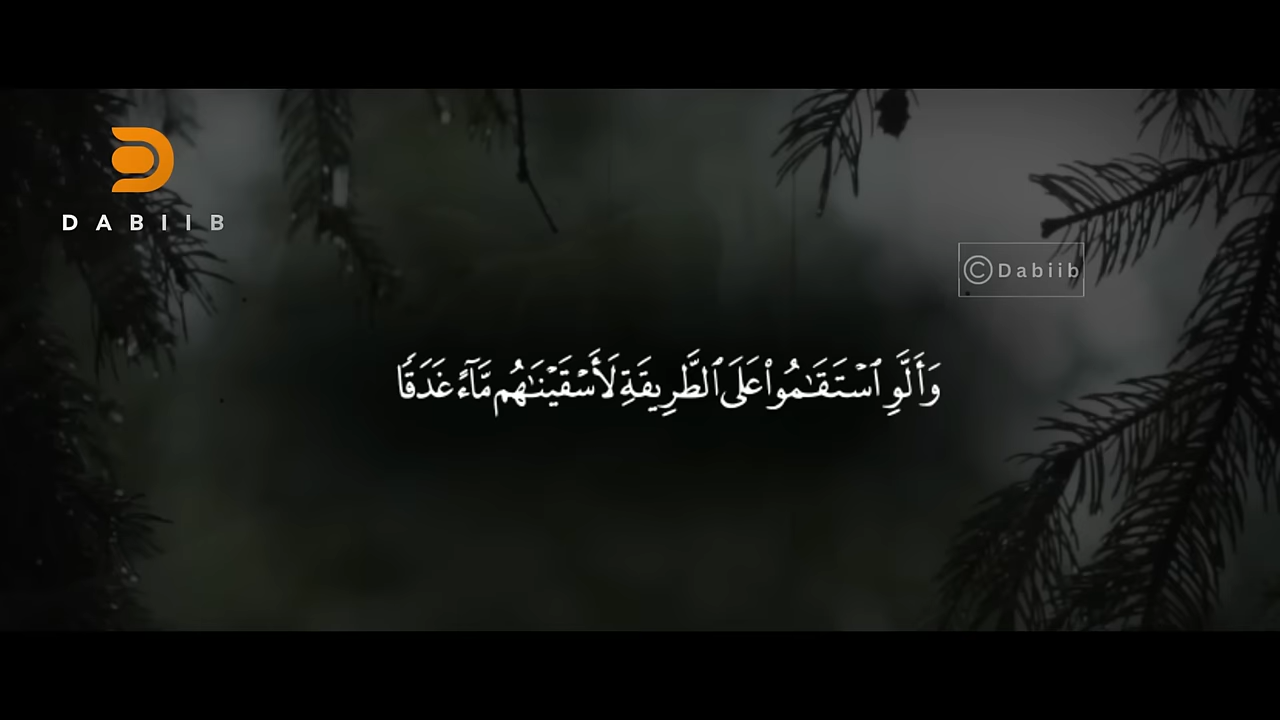 DABIIB
©Dabiib
وَأَلَّوِ ٱسْتَقَـٰمُوا۟ عَلَى ٱلطَّرِيقَةِ لَأَسْقَيْنَـٰهُم مَّآءً غَدَقًا